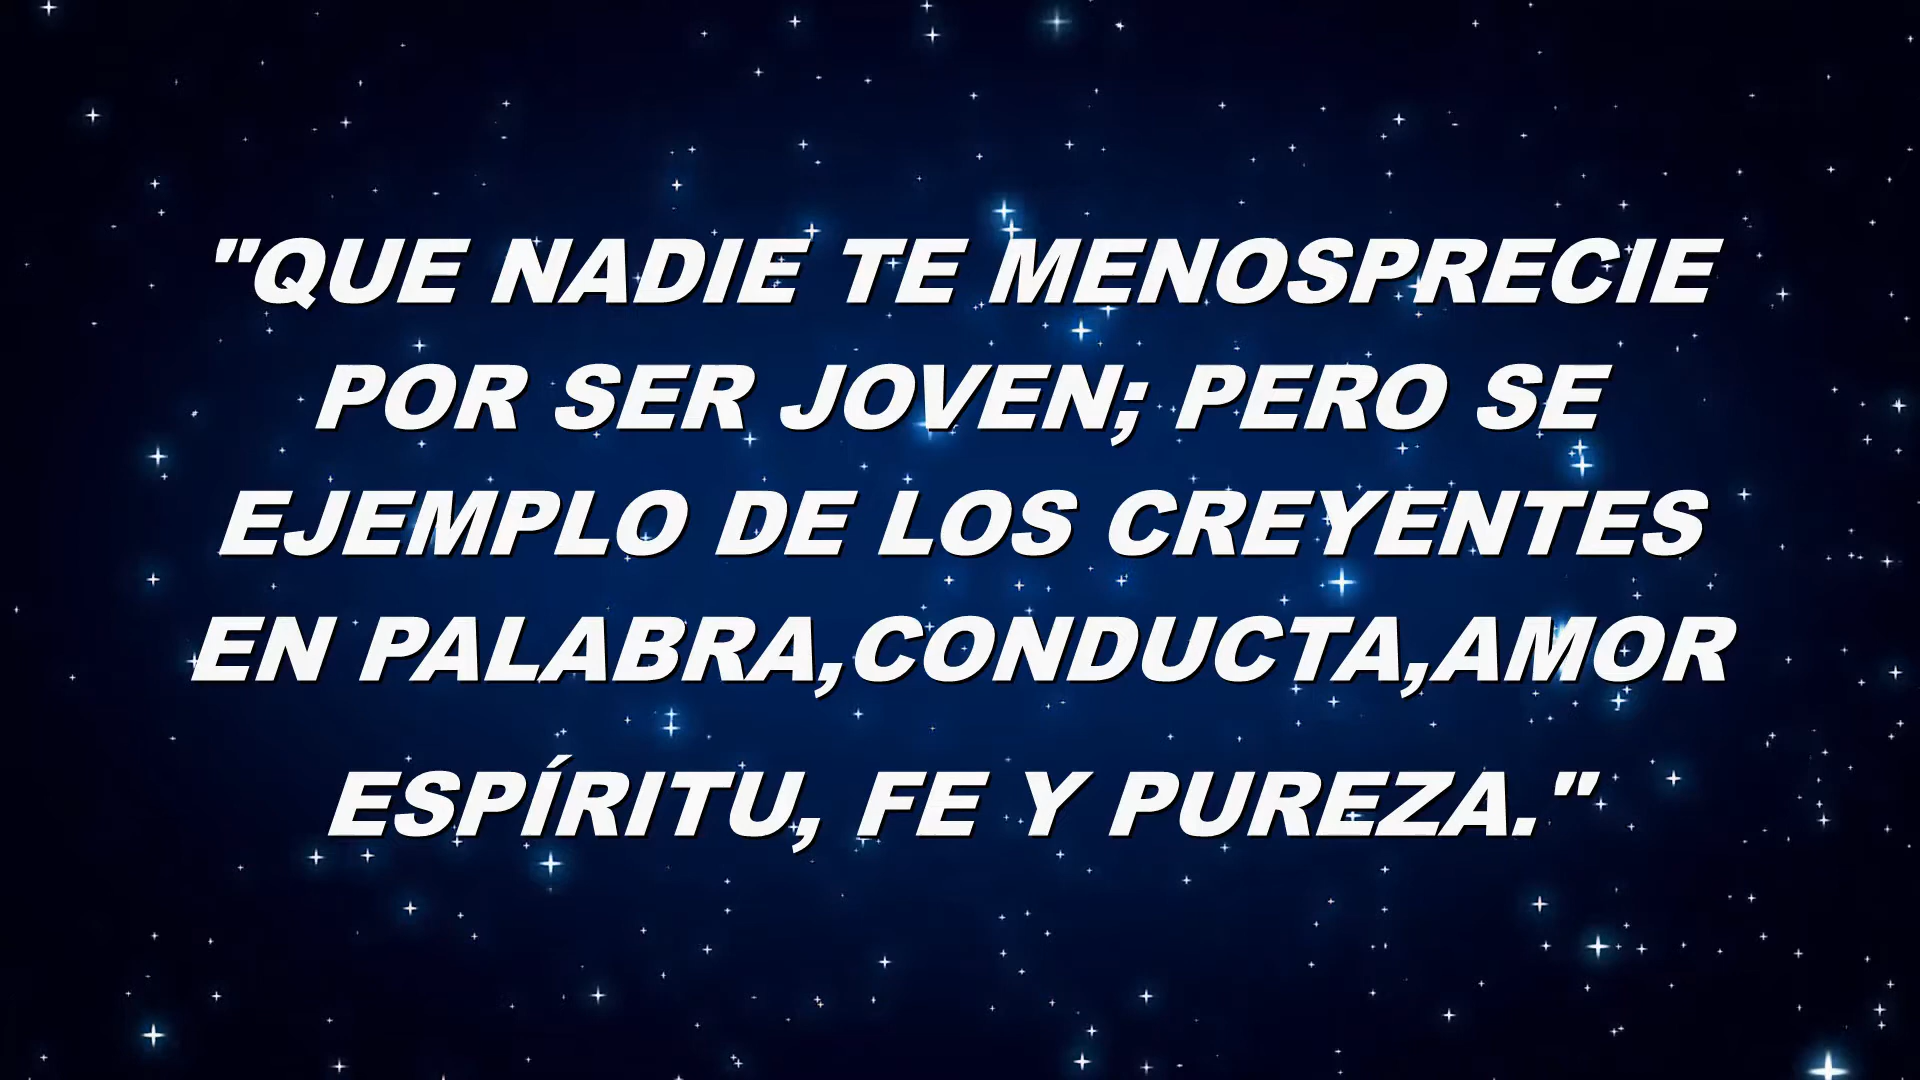 "QUE NADIE TE MENOSPRECIE
POR SER JOVEN; PERO SE
EJEMPLO DE LOS CREYENTES
EN PALABRA,CONDUCTA,AMOR
ESPÍRITU, FE Y PUREZA."